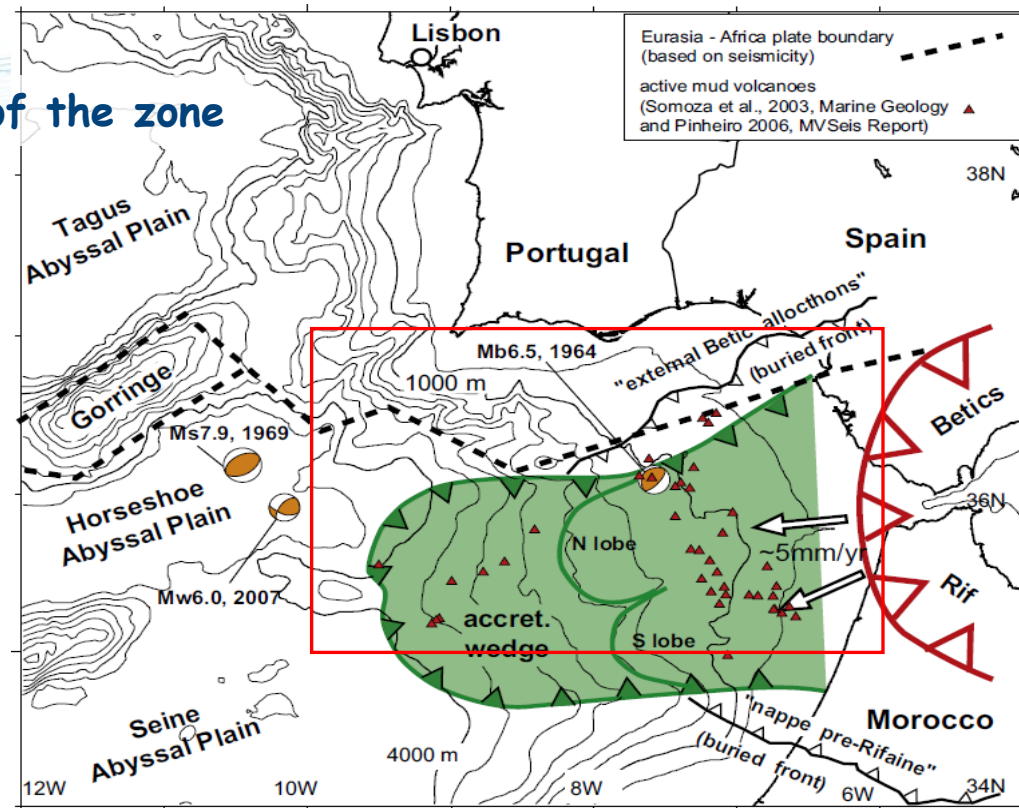 Lisbon
Eurasia - Africa plate boundary
(based on seismicity)
active mud volcanoes
(Somoza et al., 2003, Marine Geology
and Pinheiro 2006, MVSeis Report)
of the zone
38N
Tagus
Abyssal Plain
Portugal
Spain
"external Betic allocthons"
(buried front)
Mb6.5, 1964
1000 m
Gorringe
Betics
Ms7.9, 1969
Horseshoe
Abyssal Plain
36N
N lobe
~5mm/yr
Mw6.0, 2007
Rif
accret.
wedge
S lobe
Seine
Abyssal Plain
"nappe pre-Rifaine"
(buried front)
Morocco
4000 m
12W
10W
8W
6W
34N